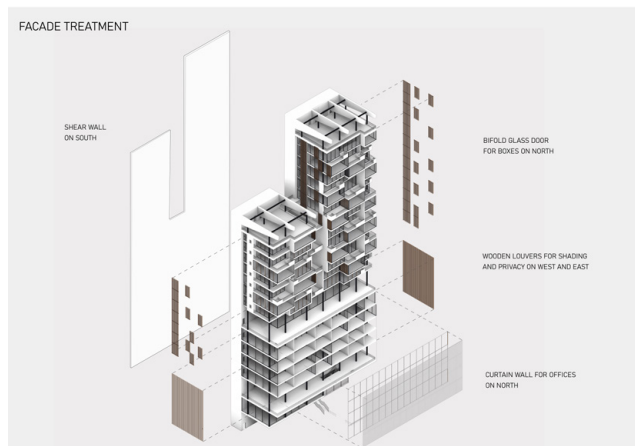 FACADE TREATMENT
SHEAR WALL
ON SOUTH
BIFOLD GLASS DOOR
FOR BOXES ON NORTH
WOODEN LOUVERS FOR SHADING
AND PRIVACY ON WEST AND EAST
CURTAIN WALL FOR OFFICES
ON NORTH